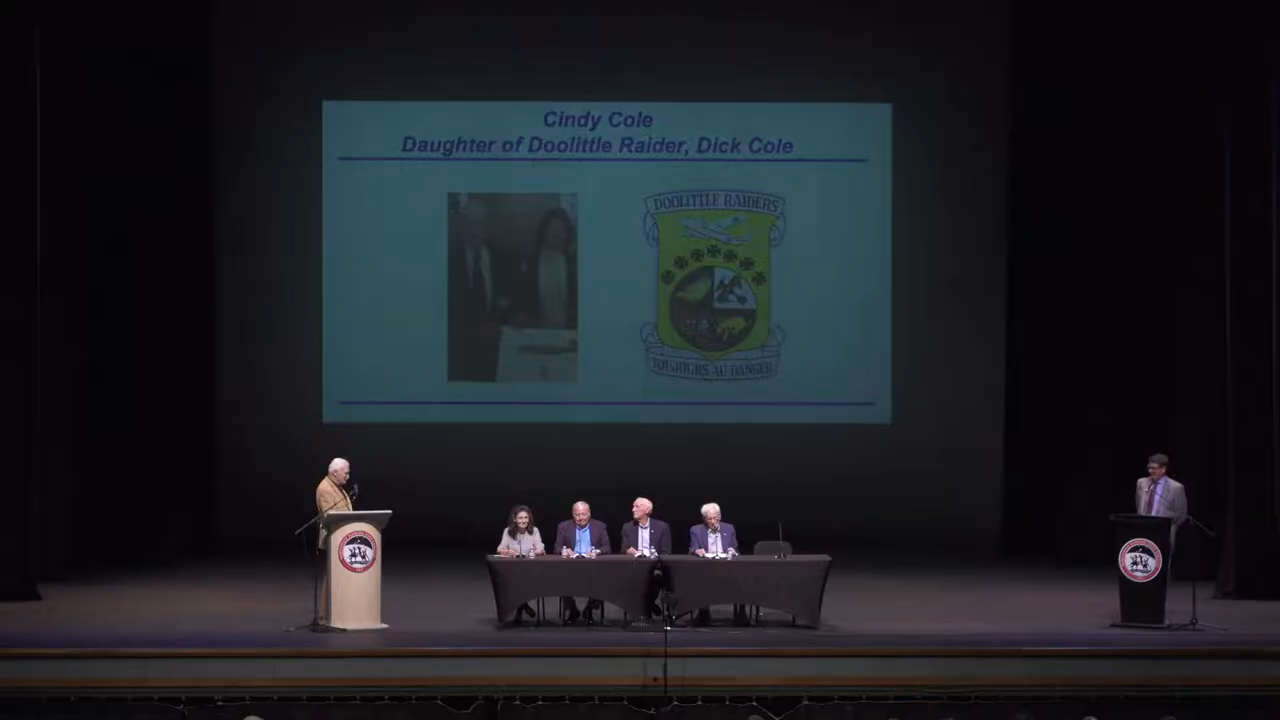 Cindy Cole
Daughter of Doolittle Raider, Dick Cole
DOOLITTLE RAIDERS
TOUJOURS AU DANGER